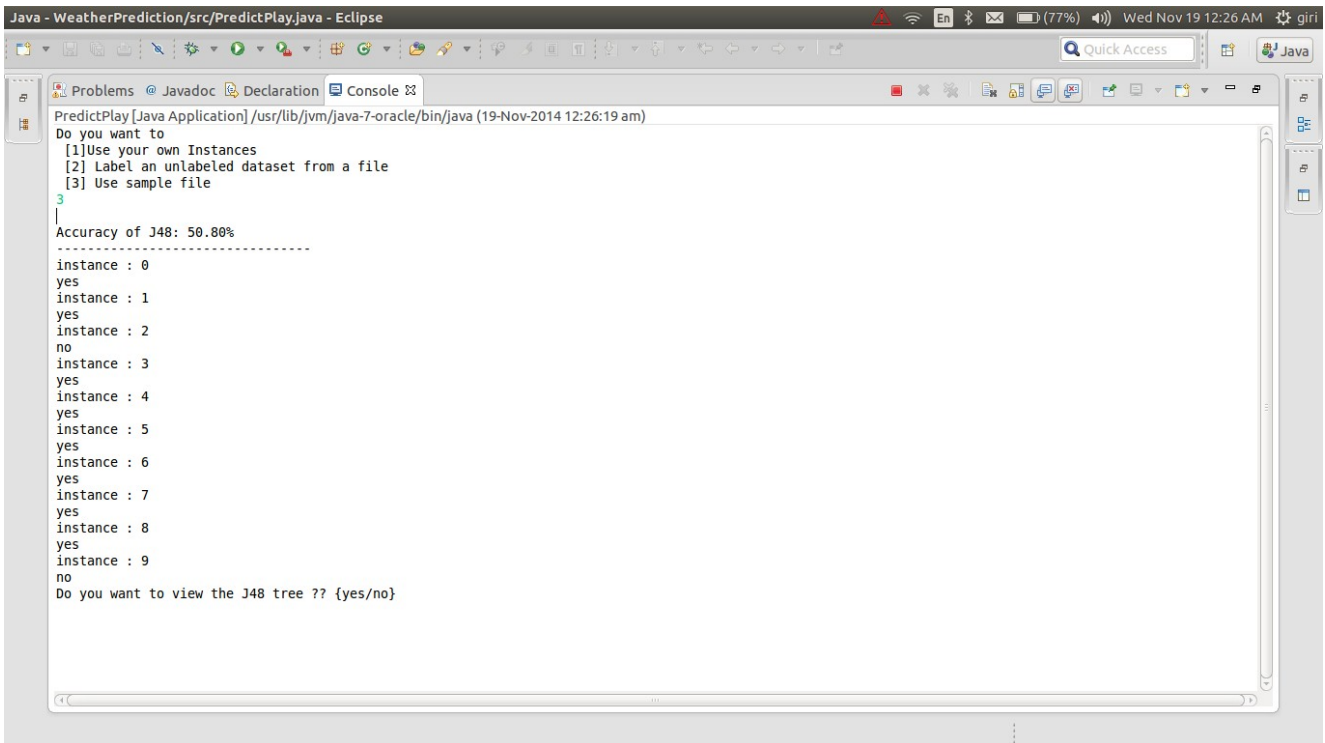 Java - WeatherPrediction/src/PredictPlay.java - Eclipse
En
(77%)
Wed Nov 19 12:26 AM
giri
Quick Access
Java
Problems
@ Javadoc
Declaration
Console
PredictPlay [Java Application] /usr/lib/jvm/java-7-oracle/bin/java (19-Nov-2014 12:26:19 am)
Do you want to
[1]Use your own Instances
[2] Label an unlabeled dataset from a file
[3] Use sample file
3
Accuracy of J48: 50.80%
---------------------------------
instance : 0
yes
instance : 1
yes
instance : 2
no
instance : 3
yes
instance : 4
yes
instance : 5
yes
instance : 6
yes
instance : 7
yes
instance : 8
yes
instance : 9
no
Do you want to view the J48 tree ?? {yes/no}